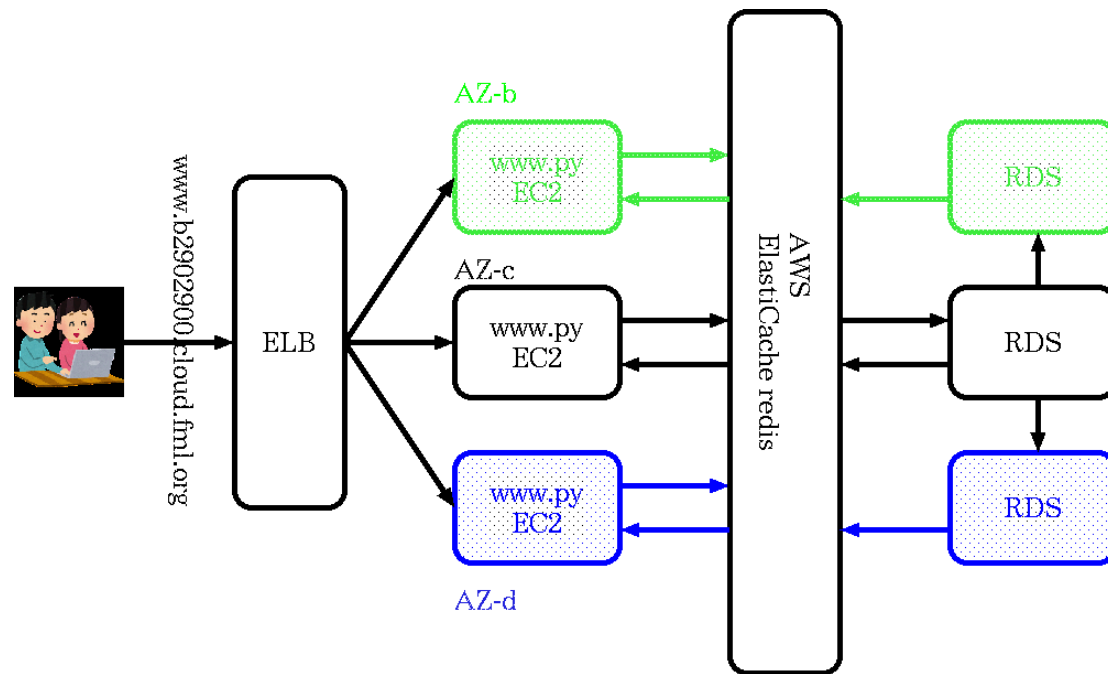 www.b2902900.cloud.fml.org
ELB
AZ-b
www.py
EC2
AZ-c
www.py
EC2
www.py
EC2
AZ-d
AWS
ElastiCache redis
RDS
RDS
RDS